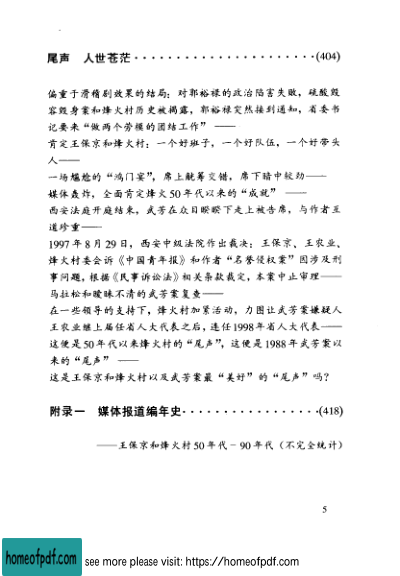 尾声 人世苍茫·····················(404)
偏重于滑稽剧效果的结局：对郭裕禄的政治陷害失败，硫酸毁
容毁身案和烽火村历史被揭露，郭裕禄突然接到通知，省委书
记要来“做两个劳模的团结工作” ——
肯定王保京和烽火村：一个好班子，一个好队伍，一个好带头
人——
一场尴尬的“鸿门宴”，席上觥筹交错，席下暗中较劲——
媒体轰炸，全面肯定烽火50年代以来的“成就” ——
西安法庭开庭结束，武芳在众目睽睽下走上被告席，与作者互
道珍重——
1997年8月29日，西安中级法院作出裁决：王保京、王农业、
烽火村委会诉《中国青年报》和作者“名誉侵权案”因涉及刑
事问题，根据《民事诉讼法》相关条款裁定，本案中止审理——
马拉松和暧昧不清的武芳案复查——
在一些领导的支持下，烽火村加紧活动，力图让武芳案嫌疑人
王农业继上届任省人大代表之后，连任1998年省人大代表——
这便是50年代以来烽火村的“尾声”，这便是1988年武芳案以
来的“尾声” ——
这是王保京和烽火村以及武芳案最“美好”的“尾声”吗？
附录一 媒体报道编年史·················(418)
——王保京和烽火村50年代－90年代（不完全统计）
5
homeofpdf.com see more please visit: https://homeofpdf.com